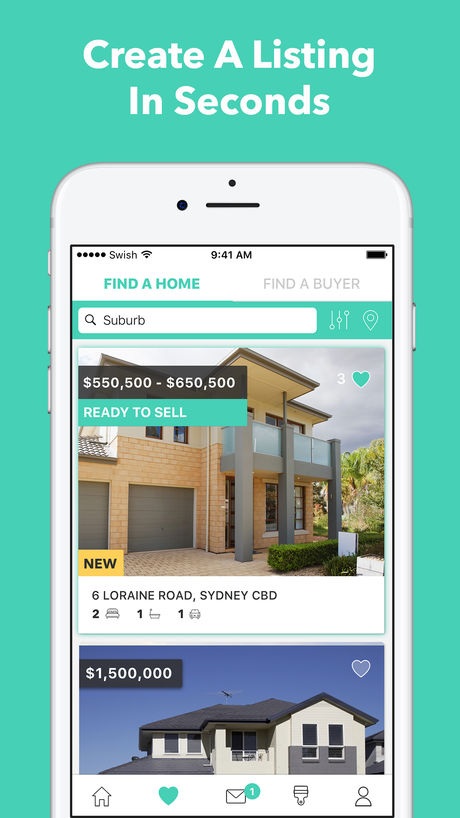 Create A Listing
In Seconds
Swish
9:41 AM
FIND A HOME
FIND A BUYER
Suburb
$550,500 - $650,500
3
READY TO SELL
NEW
6 LORAINE ROAD, SYDNEY CBD
2 1 1
$1,500,000
1